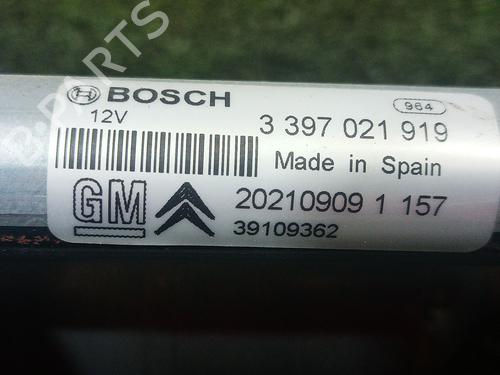 BOSCH
964
12V
3 397 021 919
Made in Spain
GM
20210909 1 157
39109362
B-PARTS